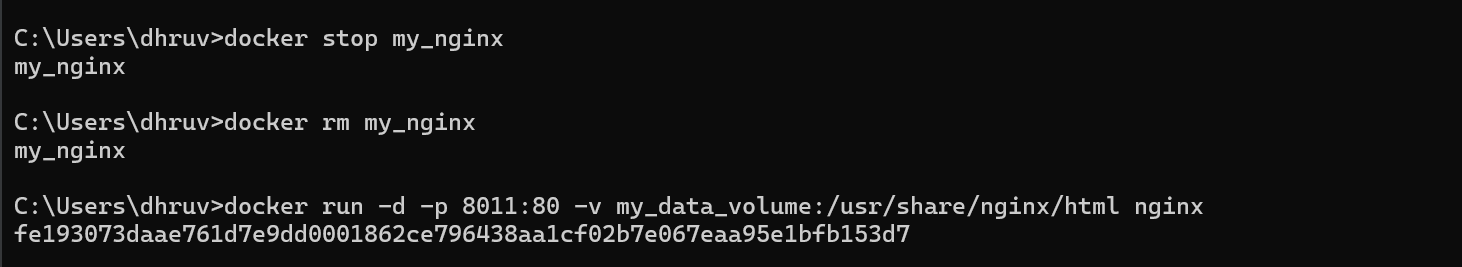 C:\Users\dhruv>docker stop my_nginx
my_nginx
C:\Users\dhruv>docker rm my_nginx
my_nginx
C:\Users\dhruv>docker run -d -p 8011:80 -v my_data_volume:/usr/share/nginx/html nginx
fe193073daae761d7e9dd0001862ce796438aa1cf02b7e067eaa95e1bfb153d7